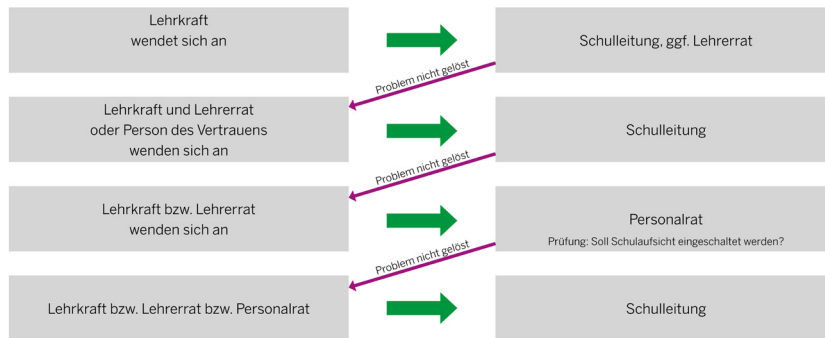 Lehrkraft
wendet sich an
Schulleitung, ggf. Lehrerrat
Problem nicht gelöst
Lehrkraft und Lehrerrat
oder Person des Vertrauens
wenden sich an
Schulleitung
Problem nicht gelöst
Lehrkraft bzw. Lehrerrat
wenden sich an
Personalrat
Prüfung: Soll Schulaufsicht eingeschaltet werden?
Problem nicht gelöst
Lehrkraft bzw. Lehrerrat bzw. Personalrat
Schulleitung